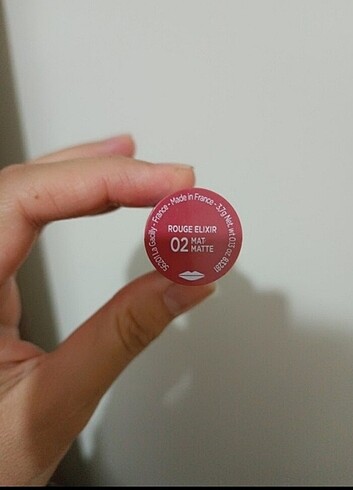 56201 La Gacilly - France - Made in France - 3.7g Net wt 0.13 oz. 83281
ROUGE ELIXIR
02 MAT
MATTE